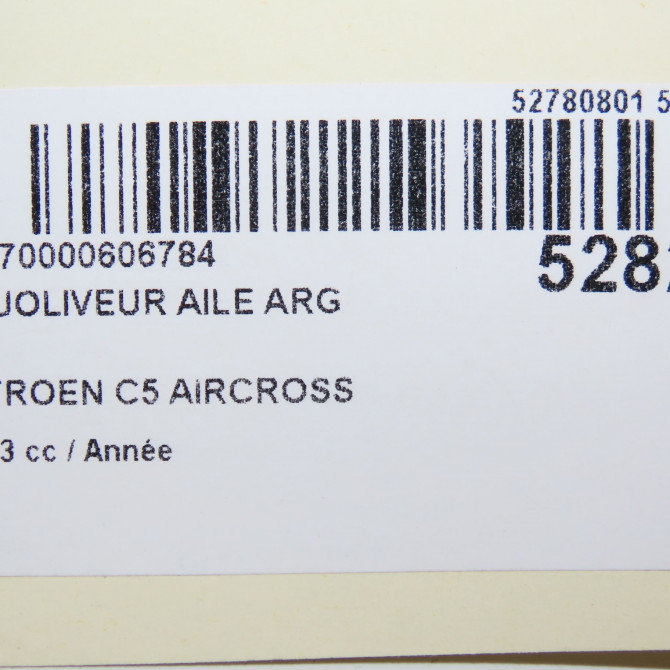 52780801 5
70000606784
528
JOLIVEUR AILE ARG
TROEN C5 AIRCROSS
3 cc / Année